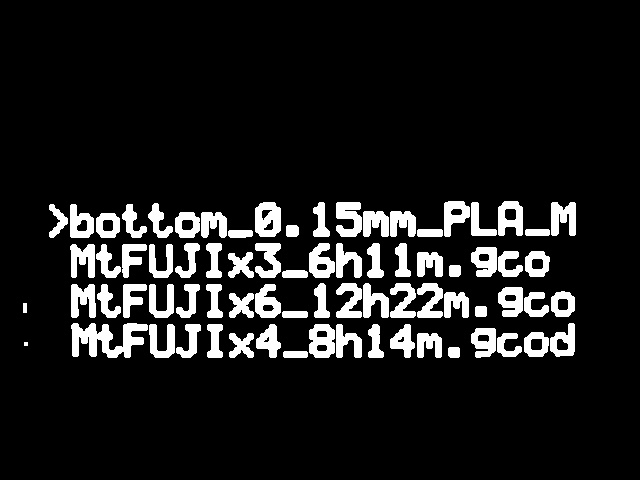 >bottom_0.15mm_PLA_M
MtFUJIx3_6h11m.gco
MtFUJIx6_12h22m.gco
MtFUJIx4_8h14m.gcod